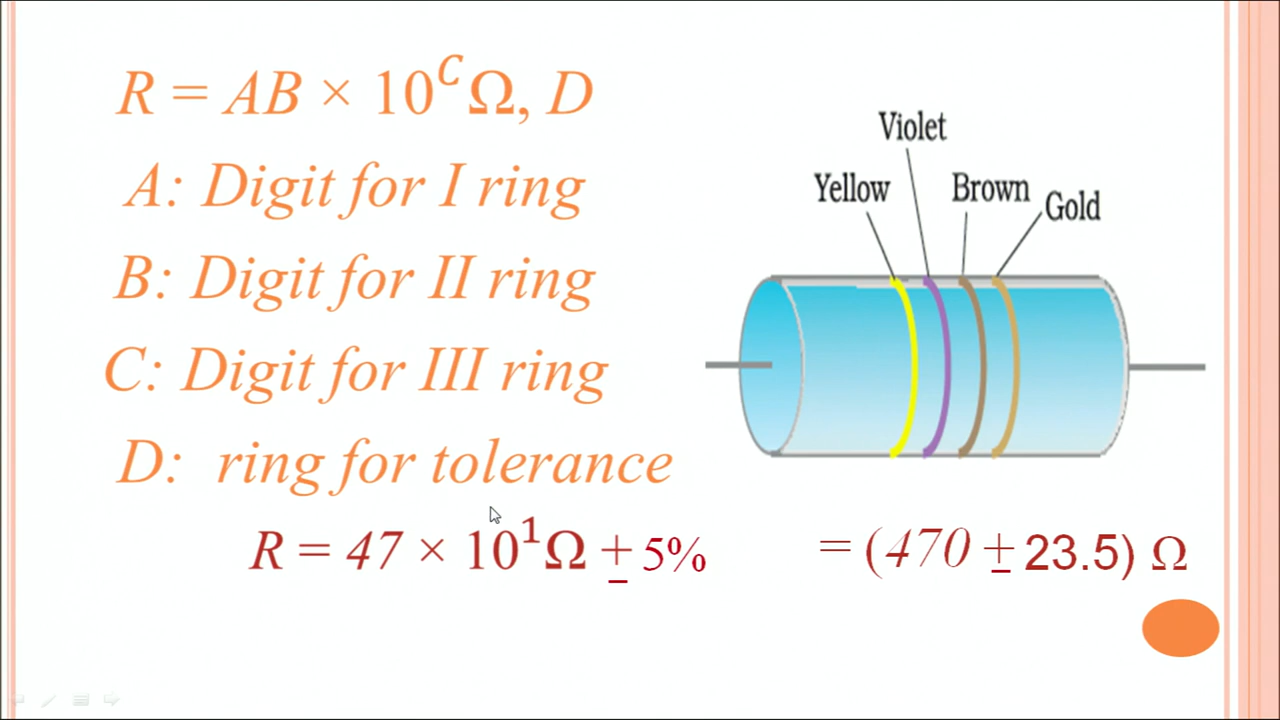 R = AB × 10^C Ω, D
A: Digit for I ring
B: Digit for II ring
C: Digit for III ring
D: ring for tolerance
Violet
Yellow
Brown
Gold
R = 47 × 10^1 Ω ± 5% = (470 ± 23.5) Ω